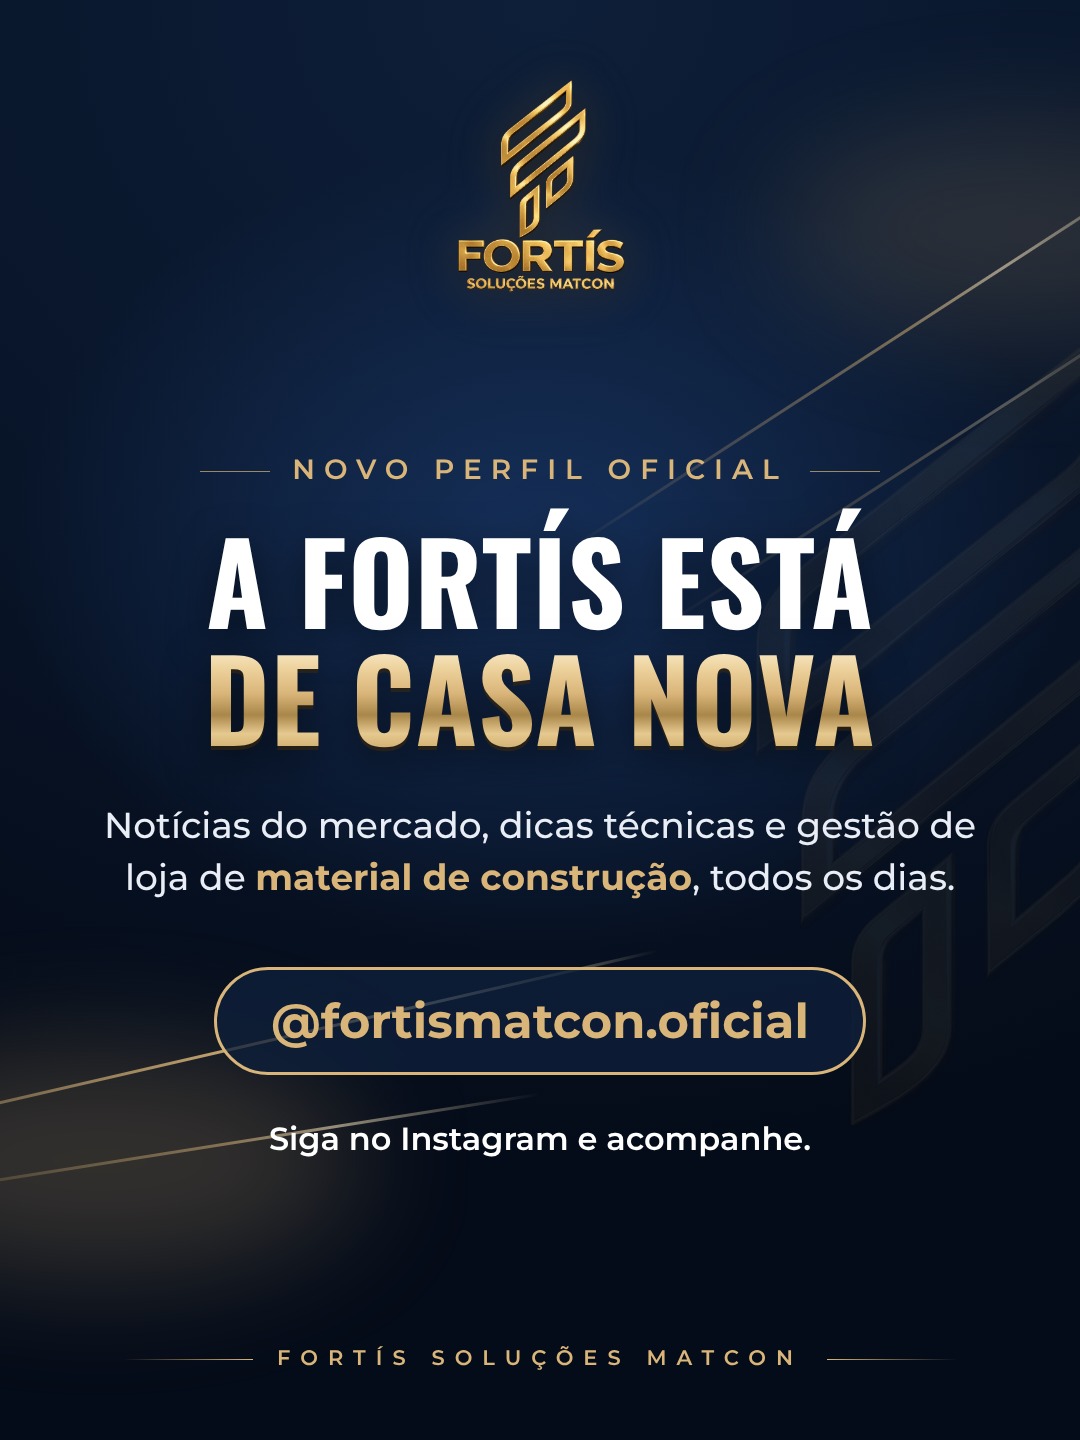 FORTÍS
SOLUÇÕES MATCON
NOVO PERFIL OFICIAL
A FORTÍS ESTÁ
DE CASA NOVA
Notícias do mercado, dicas técnicas e gestão de
loja de material de construção, todos os dias.
@fortismatcon.oficial
Siga no Instagram e acompanhe.
FORTÍS SOLUÇÕES MATCON